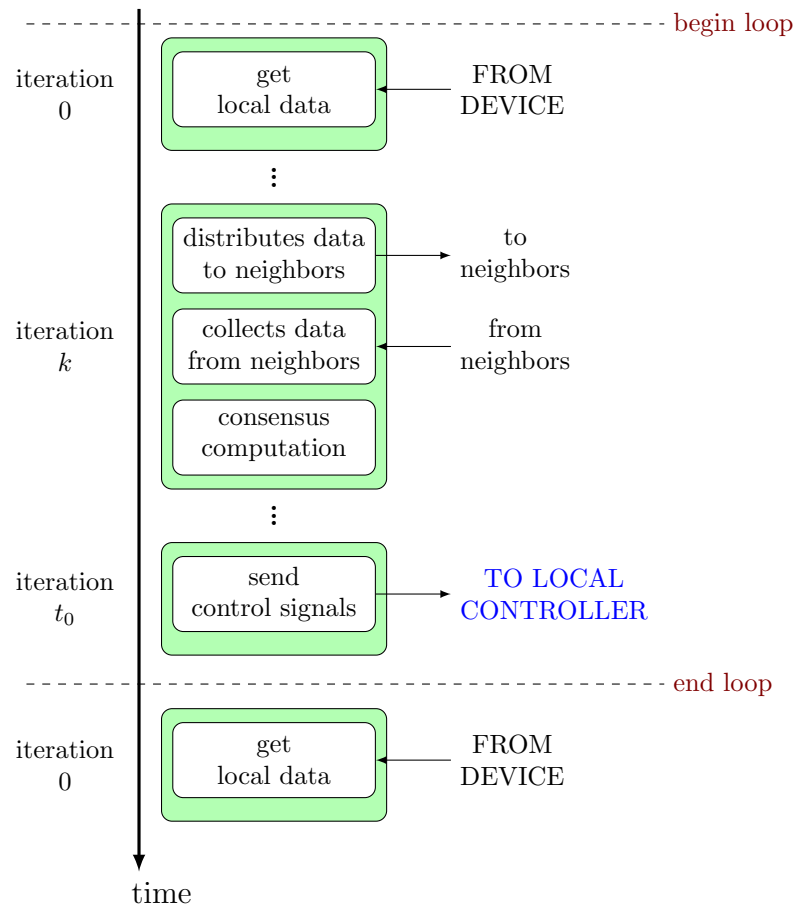 begin loop
iteration
0
get
local data
FROM
DEVICE
⋮
distributes data
to neighbors
to
neighbors
iteration
k
collects data
from neighbors
from
neighbors
consensus
computation
⋮
iteration
t₀
send
control signals
TO LOCAL
CONTROLLER
end loop
iteration
0
get
local data
FROM
DEVICE
time